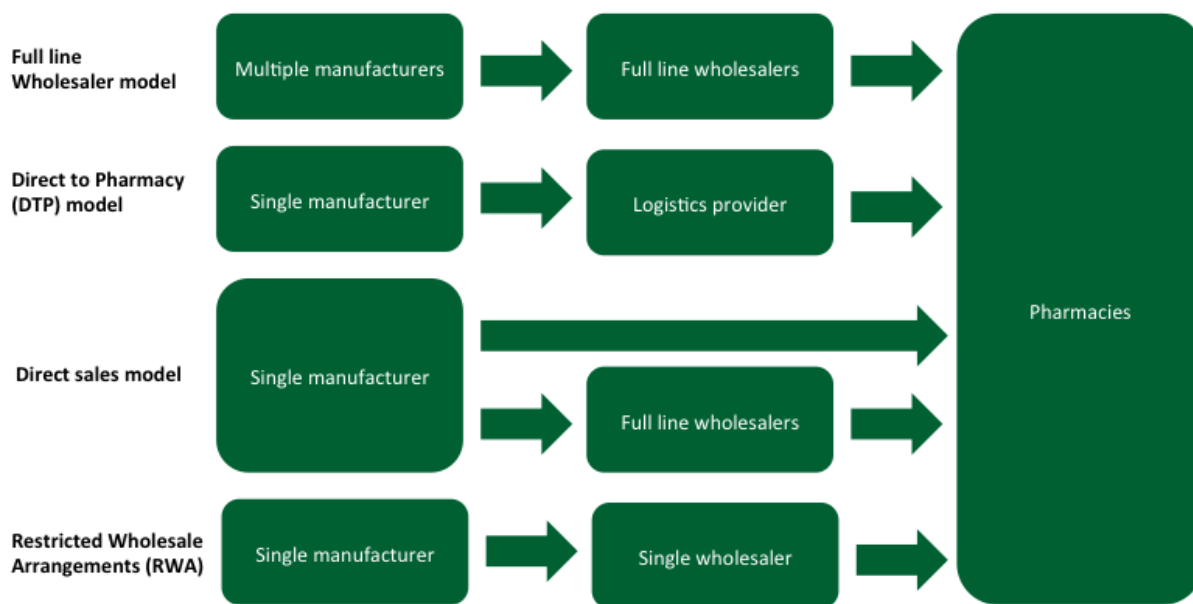 Full line
Wholesaler model
Multiple manufacturers
Full line wholesalers
Direct to Pharmacy
(DTP) model
Single manufacturer
Logistics provider
Pharmacies
Direct sales model
Single manufacturer
Full line wholesalers
Restricted Wholesale
Arrangements (RWA)
Single manufacturer
Single wholesaler